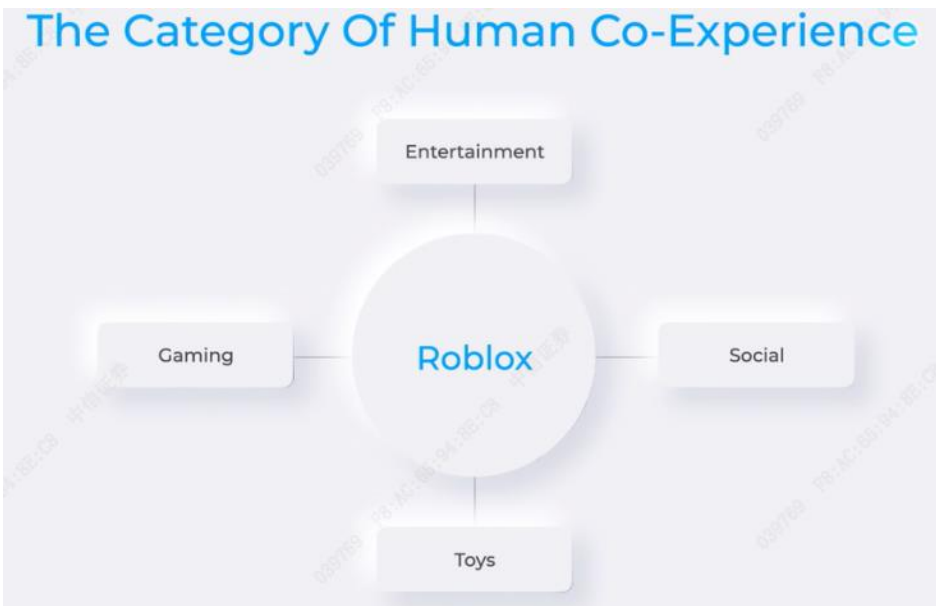 The Category Of Human Co-Experience
Entertainment
Gaming
Roblox
Social
Toys